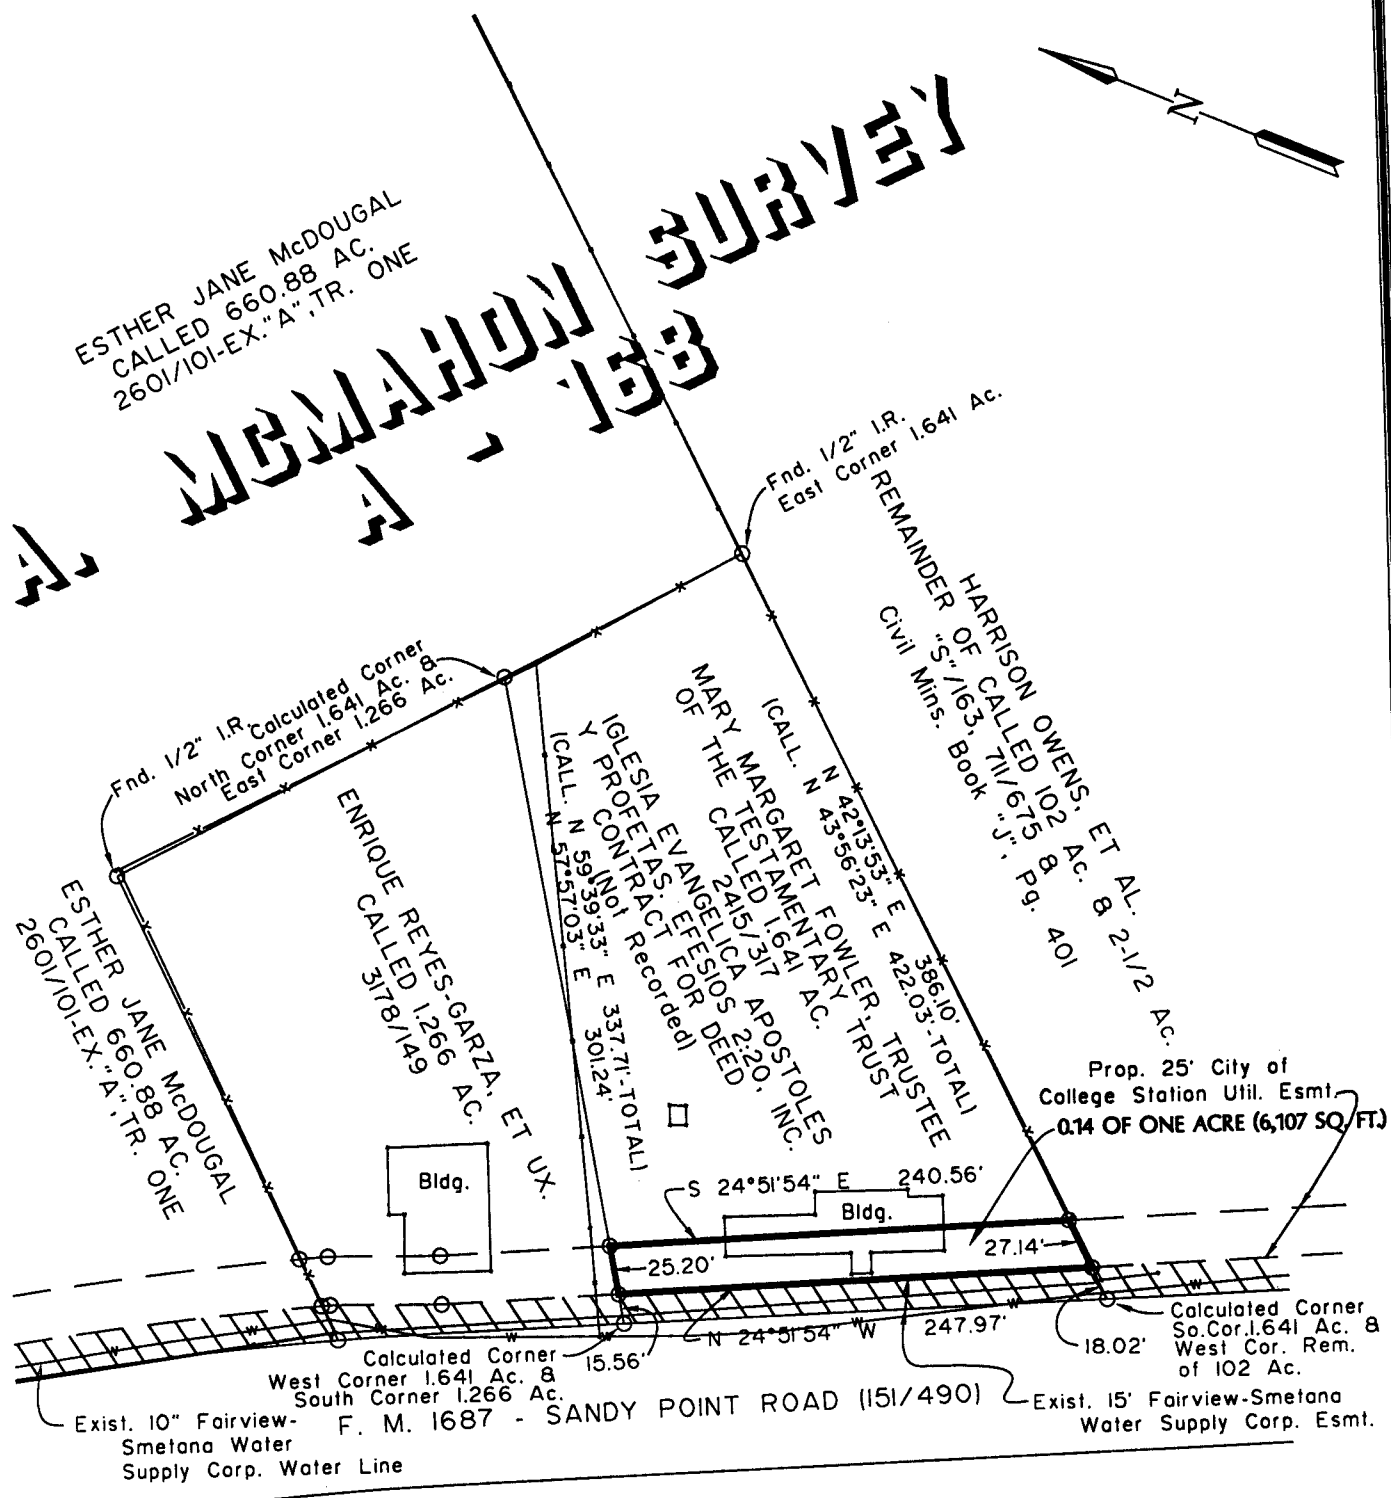 N
A. MCMAHON SURVEY
A - 168
ESTHER JANE McDOUGAL
CALLED 660.88 AC.
2601/101-EX."A", TR. ONE
Fnd. 1/2" I.R.
East Corner 1.641 Ac.
HARRISON OWENS, ET AL.
REMAINDER OF CALLED 102 Ac. & 2-1/2 Ac.
"S"/163, 711/675 &
Civil Mins. Book "J", Pg. 401
Fnd. 1/2" I.R.
Calculated Corner
North Corner 1.641 Ac. &
East Corner 1.266 Ac.
N 42°13'53" E 386.10'
(CALL. N 43°56'23" E 422.03'-TOTAL)
MARY MARGARET FOWLER, TRUSTEE
OF THE TESTAMENTARY TRUST
CALLED 1.641 AC.
2415/317
IGLESIA EVANGELICA APOSTOLES
Y PROFETAS. EFESIOS 2:20, INC.
CONTRACT FOR DEED
(Not Recorded)
(CALL. N 59°39'33" E 337.71'-TOTAL)
N 57°57'03" E 301.24'
ENRIQUE REYES-GARZA, ET UX.
CALLED 1.266 AC.
3178/149
ESTHER JANE McDOUGAL
CALLED 660.88 AC.
2601/101-EX."A", TR. ONE
Prop. 25' City of
College Station Util. Esmt.
0.14 OF ONE ACRE (6,107 SQ. FT.)
Bldg.
S 24°51'54" E 240.56'
Bldg.
25.20'
27.14'
W W W W W W W
N 24°51'54" W 247.97'
15.56'
18.02'
Calculated Corner
West Corner 1.641 Ac. &
South Corner 1.266 Ac.
Calculated Corner
So.Cor.1.641 Ac. &
West Cor. Rem.
of 102 Ac.
F. M. 1687 - SANDY POINT ROAD (151/490)
Exist. 15' Fairview-Smetana
Water Supply Corp. Esmt.
Exist. 10" Fairview-
Smetana Water
Supply Corp. Water Line